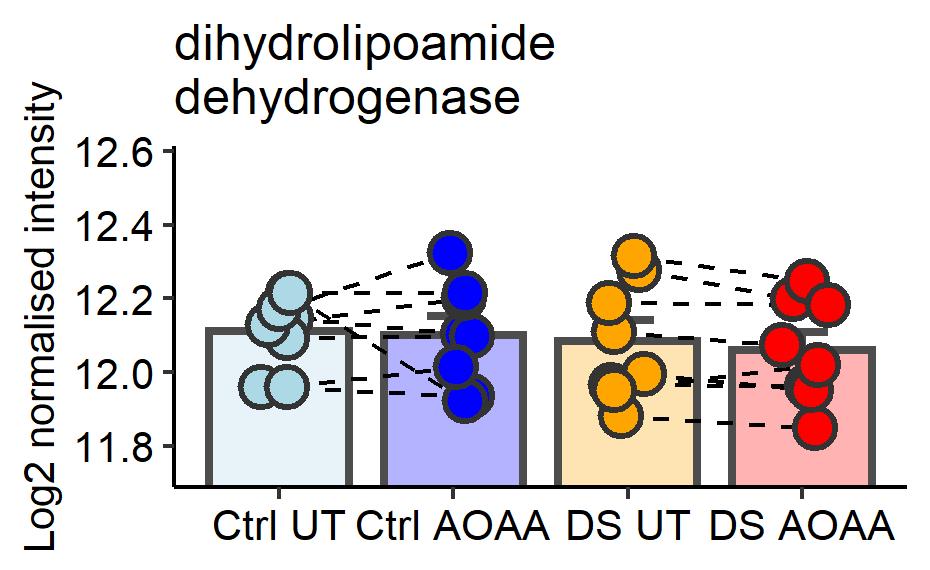 dihydrolipoamide
dehydrogenase
Log2 normalised intensity
12.6
12.4
12.2
12.0
11.8
Ctrl UT Ctrl AOAA DS UT DS AOAA